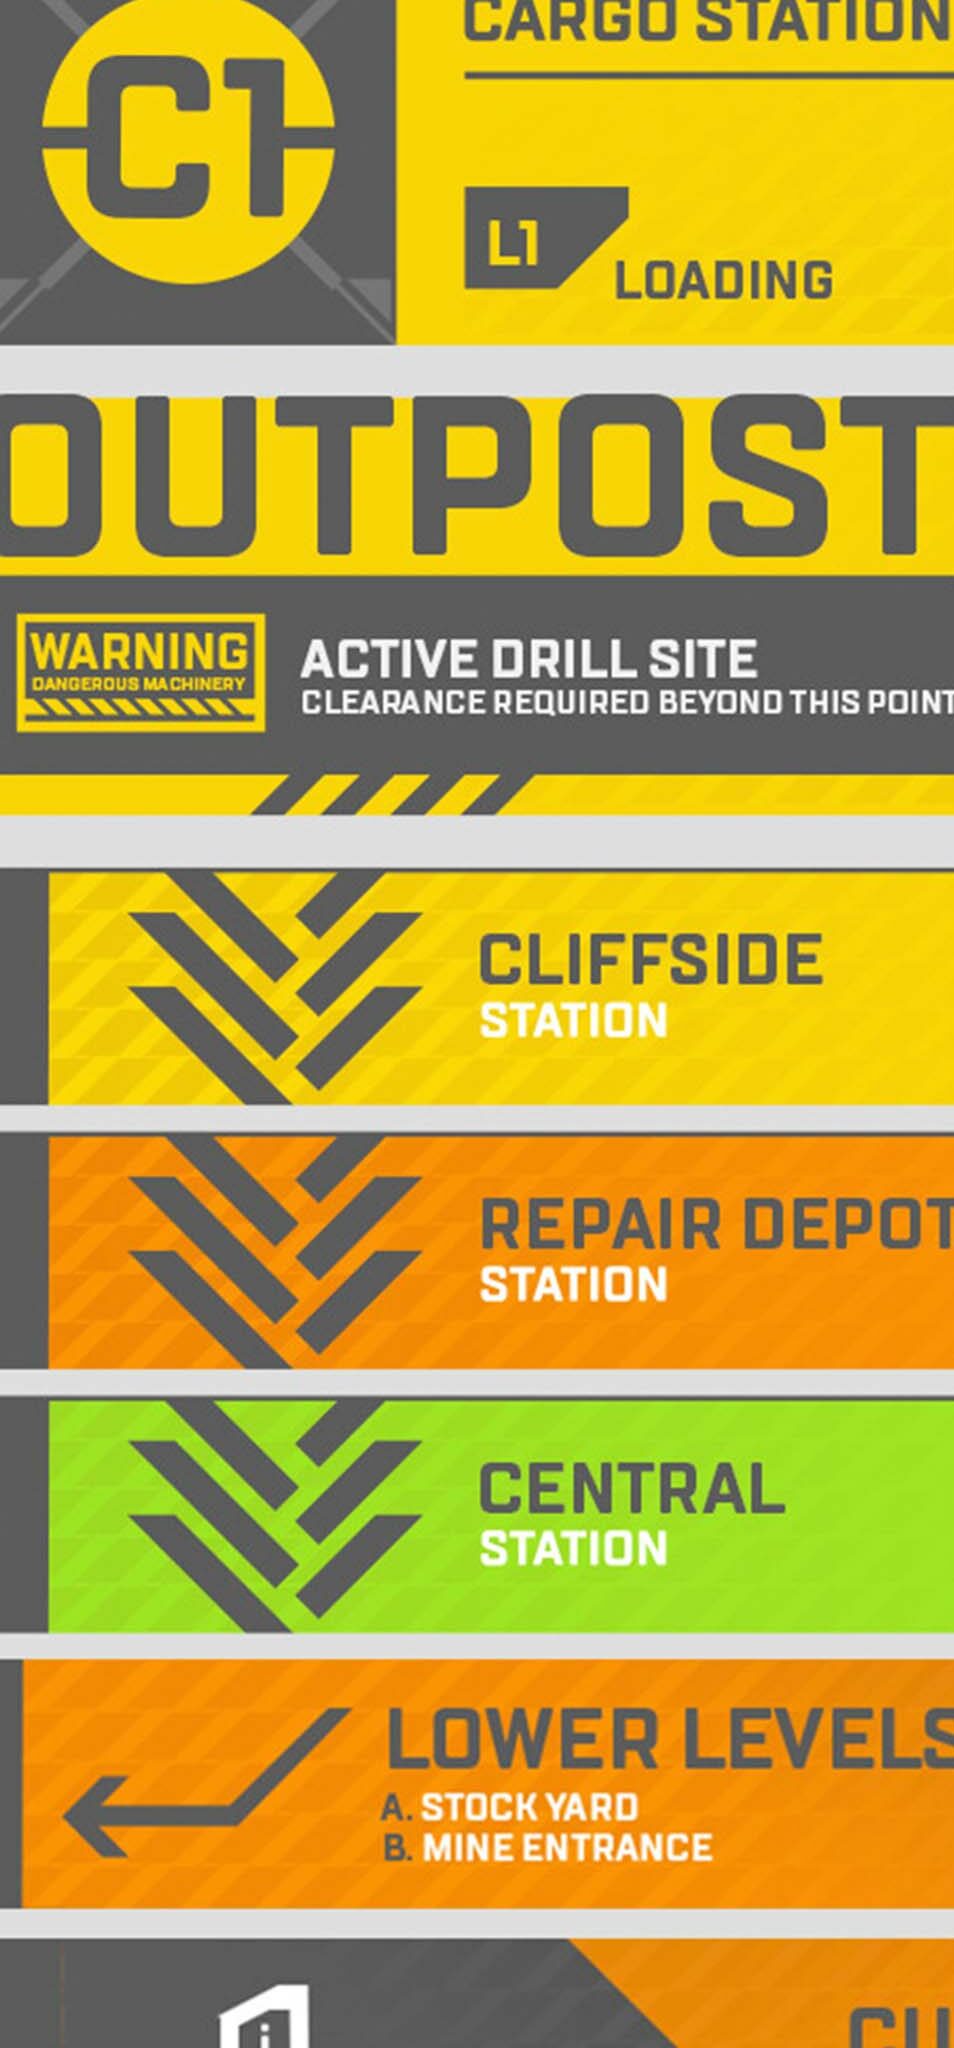 CARGO STATION
C1
L1
LOADING
OUTPOST
WARNING
DANGEROUS MACHINERY
ACTIVE DRILL SITE
CLEARANCE REQUIRED BEYOND THIS POINT
CLIFFSIDE
STATION
REPAIR DEPOT
STATION
CENTRAL
STATION
LOWER LEVELS
A. STOCK YARD
B. MINE ENTRANCE
i